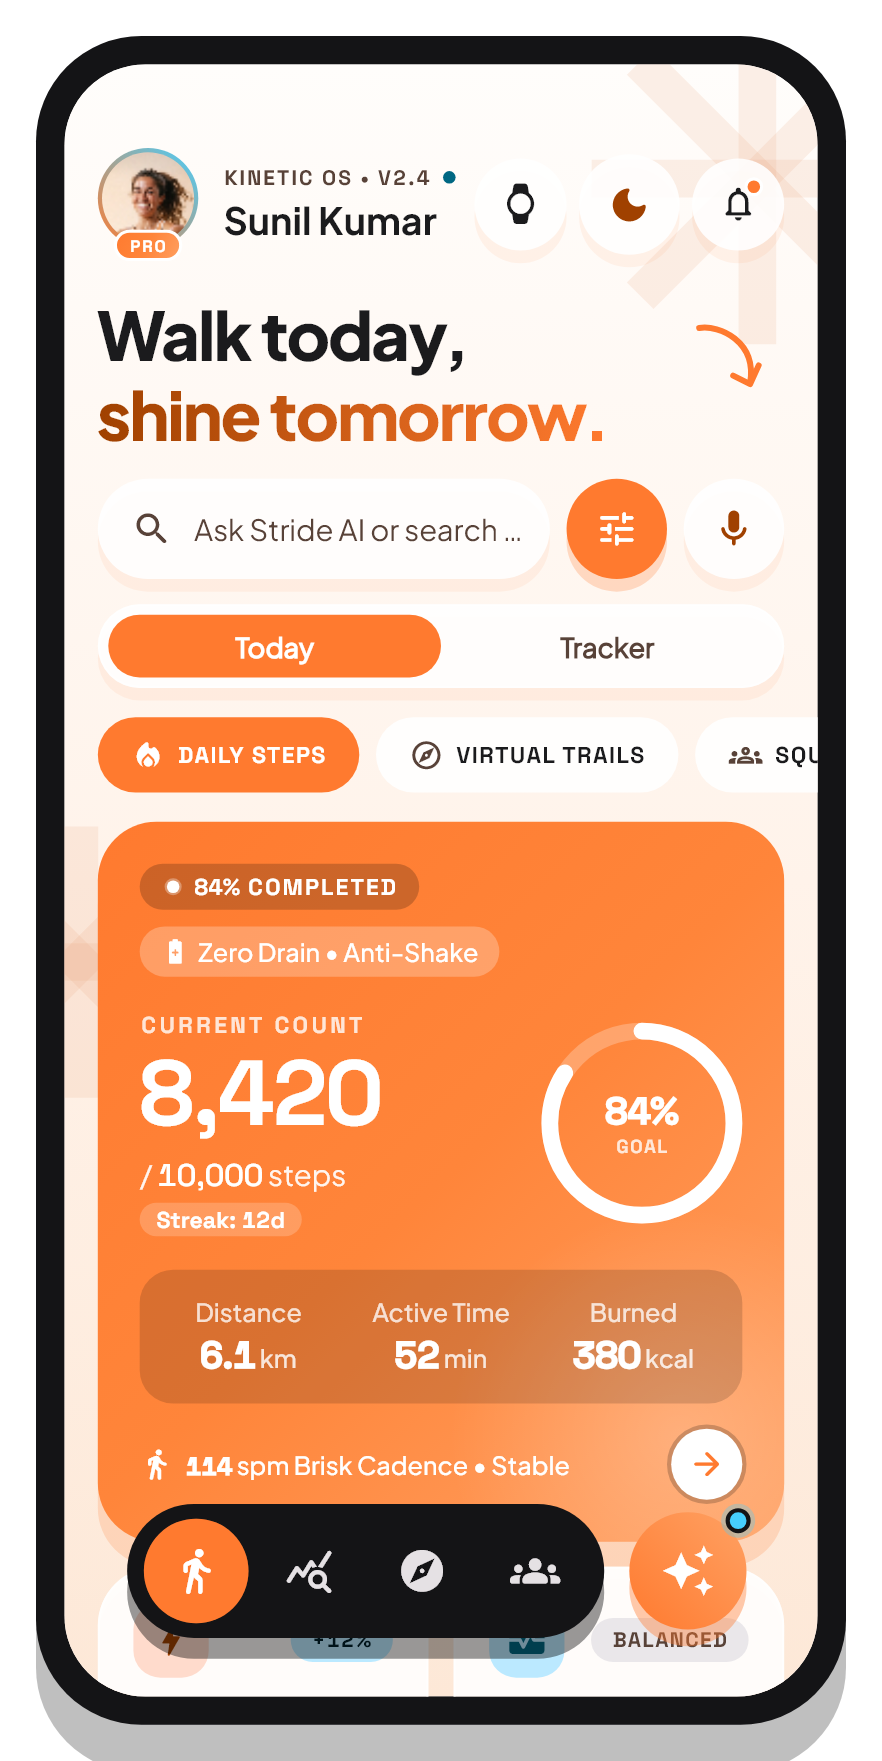 KINETIC OS • V2.4
Sunil Kumar
PRO
Walk today,
shine tomorrow.
Ask Stride AI or search ...
Today
Tracker
DAILY STEPS
VIRTUAL TRAILS
SQU
84% COMPLETED
Zero Drain • Anti-Shake
CURRENT COUNT
8,420
/ 10,000 steps
Streak: 12d
84%
GOAL
Distance
Active Time
Burned
6.1 km
52 min
380 kcal
114 spm Brisk Cadence • Stable
+12%
BALANCED